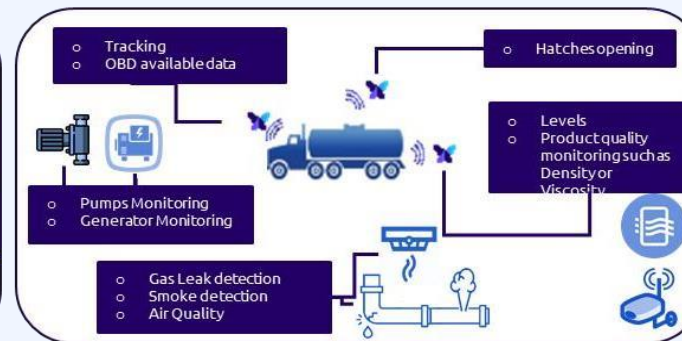 o Tracking
o OBD available data
o Hatches opening
o Levels
o Product quality
monitoring such as
Density or
Viscosity
o Pumps Monitoring
o Generator Monitoring
o Gas Leak detection
o Smoke detection
o Air Quality